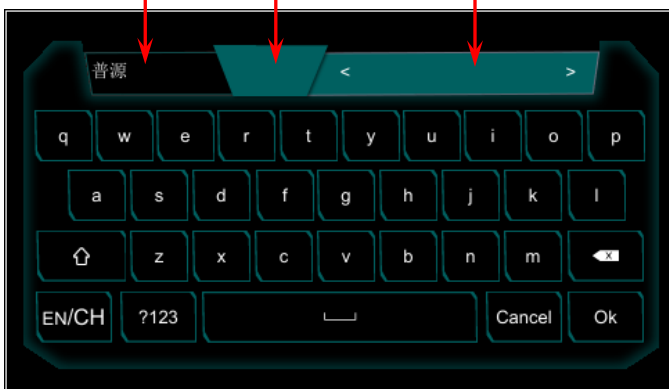 普源 < >
q w e r t y u i o p
a s d f g h j k l
z x c v b n m x
EN/CH ?123 Cancel Ok